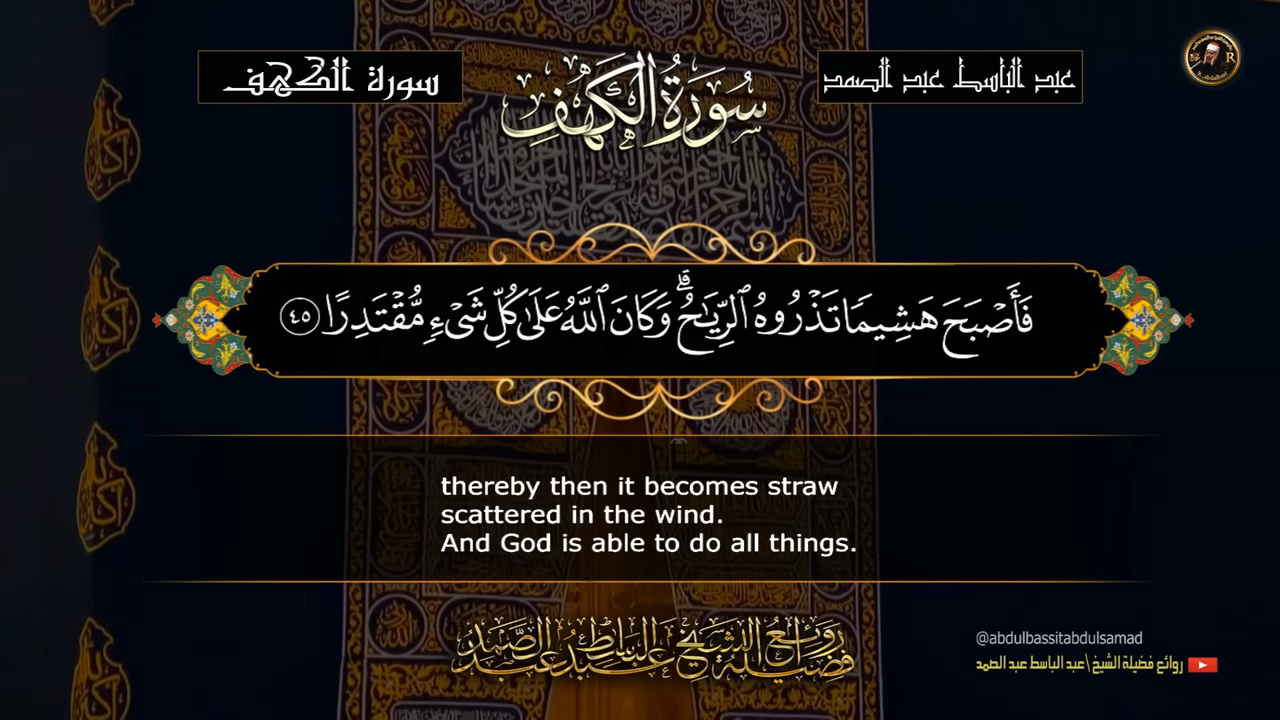 سورة الكهف
سُورَةُ الْكَهْفِ
عبد الباسط عبد الصمد
R
فَأَصْبَحَ هَشِيمًا تَذْرُوهُ ٱلرِّيَـٰحُ ۗ وَكَانَ ٱللَّهُ عَلَىٰ كُلِّ شَىْءٍ مُّقْتَدِرًا ٤٥
thereby then it becomes straw
scattered in the wind.
And God is able to do all things.
روائع فضيلة الشيخ عبد الباسط عبد الصمد
@abdulbassitabdulsamad
روائع فضيلة الشيخ\عبد الباسط عبد الصمد